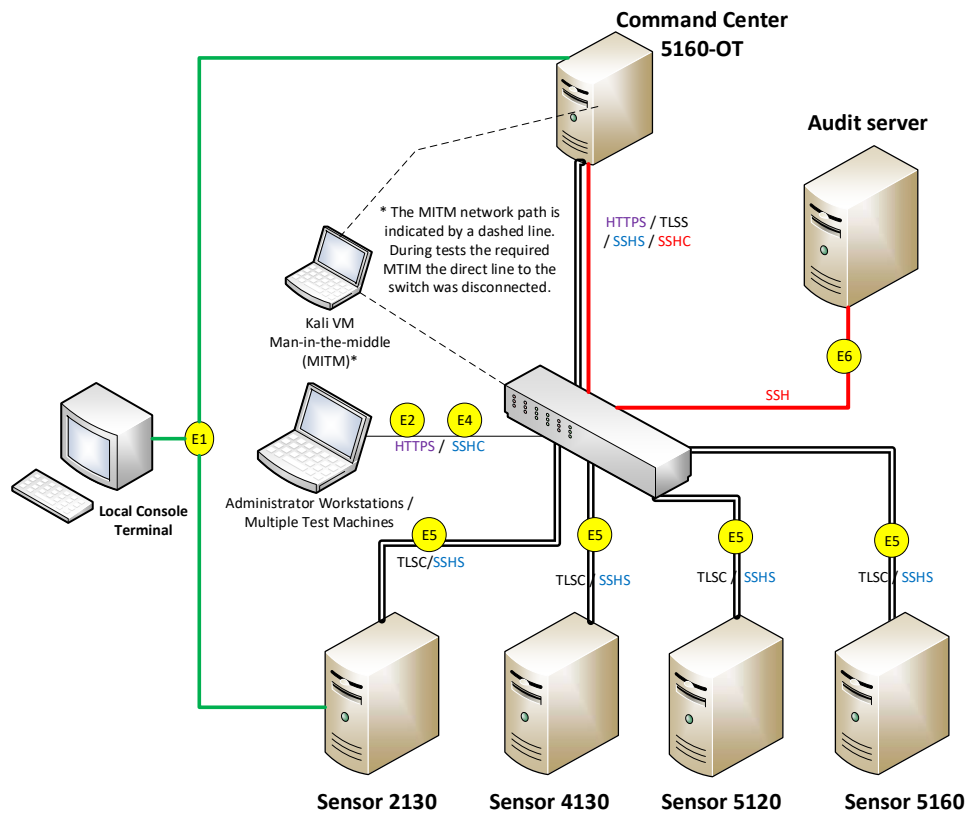 Command Center
5160-OT
Audit server
* The MITM network path is
indicated by a dashed line.
During tests the required
MTIM the direct line to the
switch was disconnected.
HTTPS / TLSS
/ SSHS / SSHC
Kali VM
Man-in-the-middle
(MITM)*
E6
SSH
E1
E2
E4
HTTPS / SSHC
Local Console
Terminal
Administrator Workstations /
Multiple Test Machines
E5
TLSC/SSHS
E5
TLSC / SSHS
E5
TLSC / SSHS
E5
TLSC / SSHS
Sensor 2130
Sensor 4130
Sensor 5120
Sensor 5160